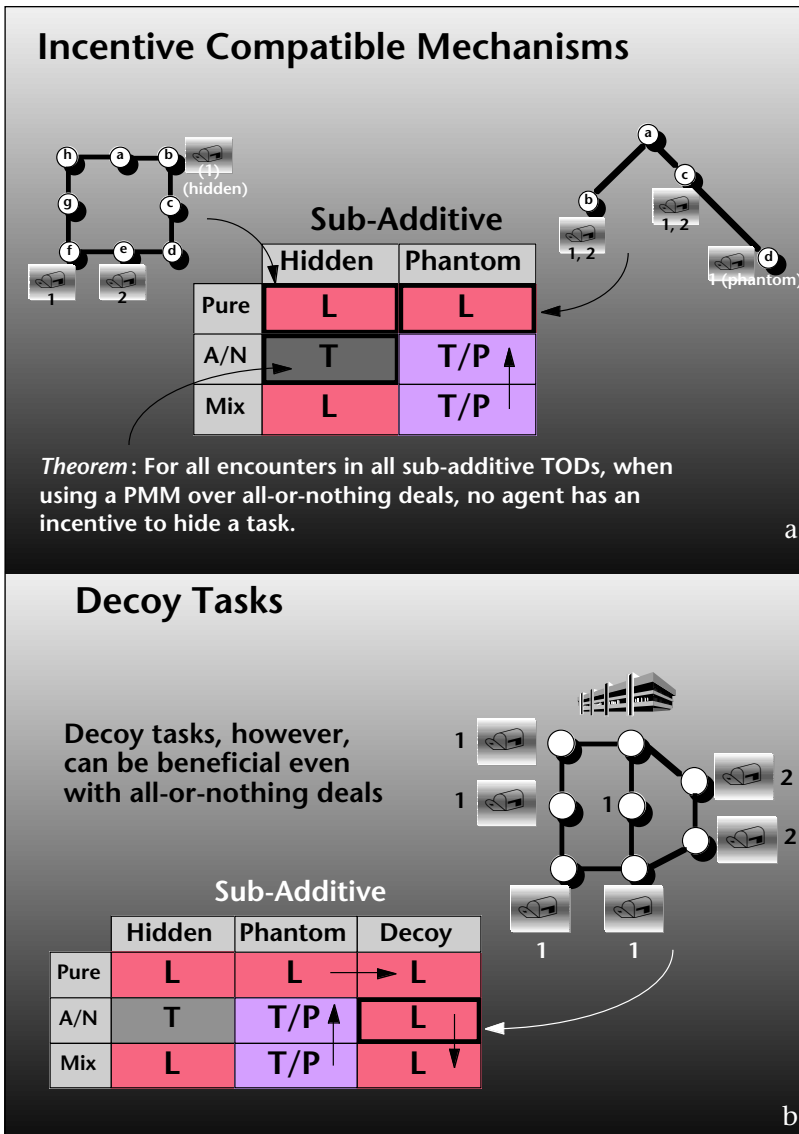 Incentive Compatible Mechanisms
h a b
(1)
(hidden)
g c
f e d
1 2
a
c
b
1, 2
1, 2
d
1 (phantom)
Sub-Additive
Hidden Phantom
Pure L L
A/N T T/P
Mix L T/P
Theorem: For all encounters in all sub-additive TODs, when
using a PMM over all-or-nothing deals, no agent has an
incentive to hide a task.
a
Decoy Tasks
Decoy tasks, however,
can be beneficial even
with all-or-nothing deals
1
2
1 1
2
1 1
Sub-Additive
Hidden Phantom Decoy
Pure L L L
A/N T T/P L
Mix L T/P L
b